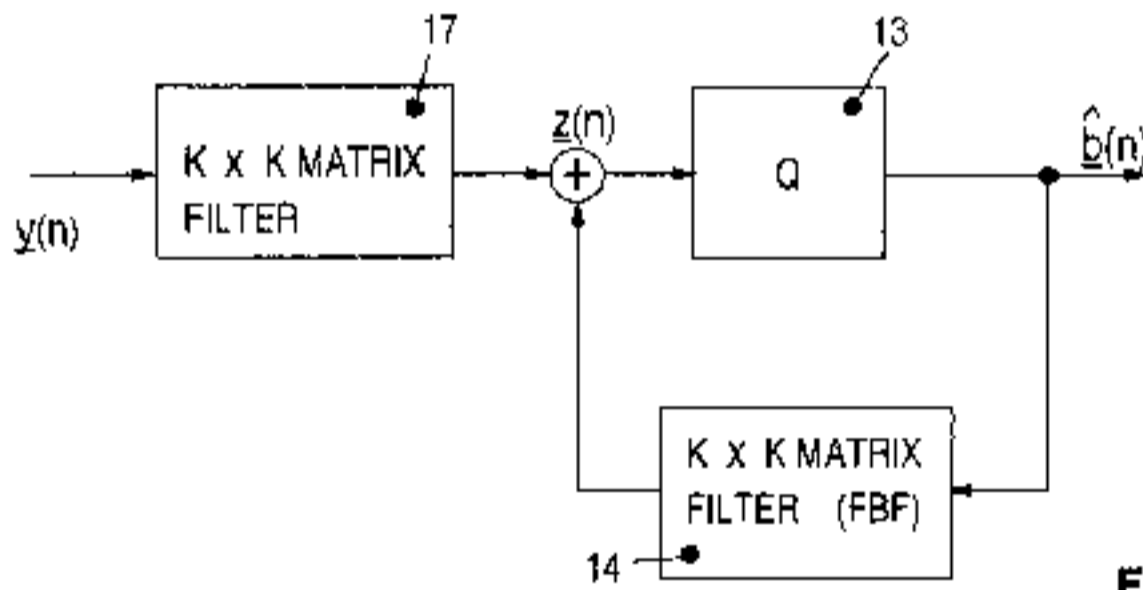 17
13
K x K MATRIX
FILTER
z(n)
Q
b̂(n)
y(n)
K x K MATRIX
FILTER (FBF)
14